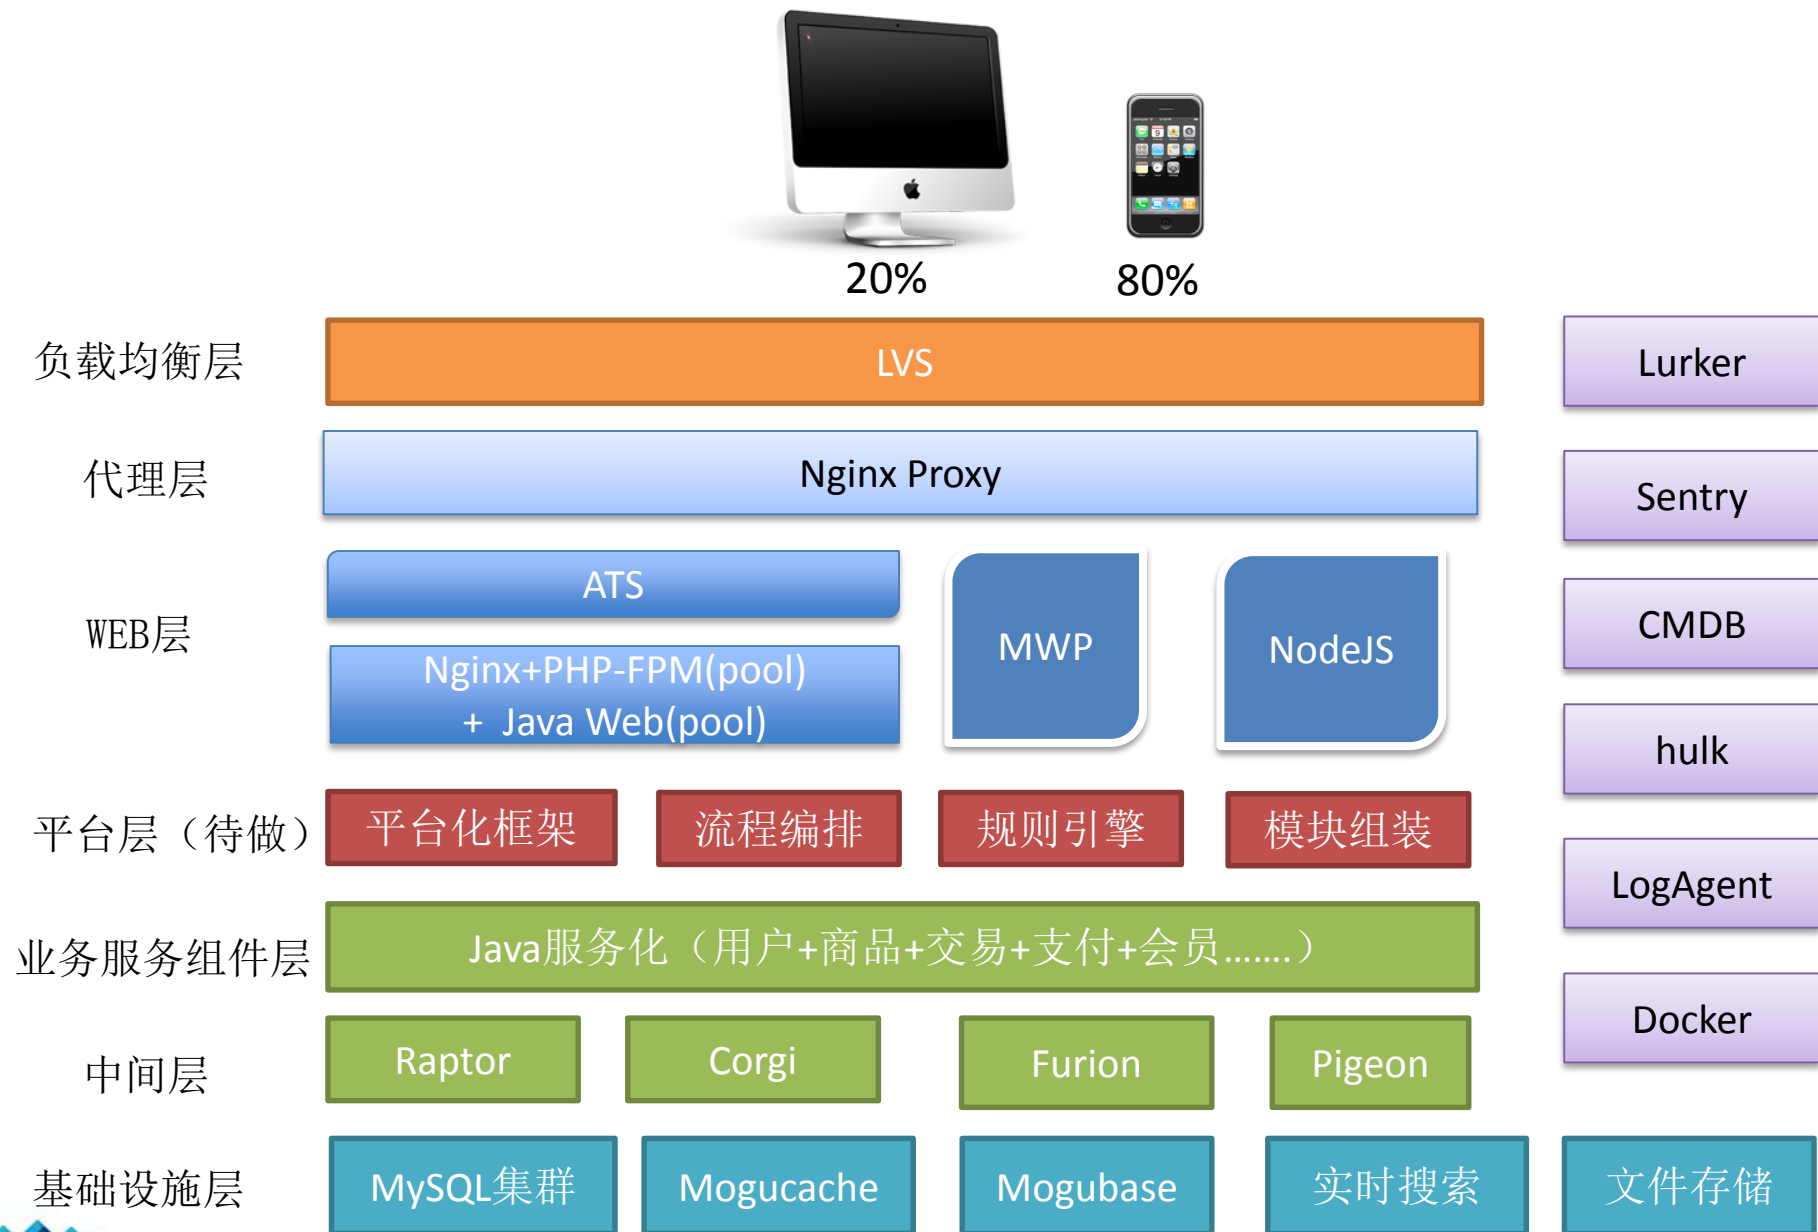 20%
80%
负载均衡层
LVS
Lurker
代理层
Nginx Proxy
Sentry
WEB层
ATS
Nginx+PHP-FPM(pool)
+ Java Web(pool)
MWP
NodeJS
CMDB
hulk
平台层（待做）
平台化框架
流程编排
规则引擎
模块组装
LogAgent
业务服务组件层
Java服务化（用户+商品+交易+支付+会员…….）
Docker
中间层
Raptor
Corgi
Furion
Pigeon
基础设施层
MySQL集群
Mogucache
Mogubase
实时搜索
文件存储